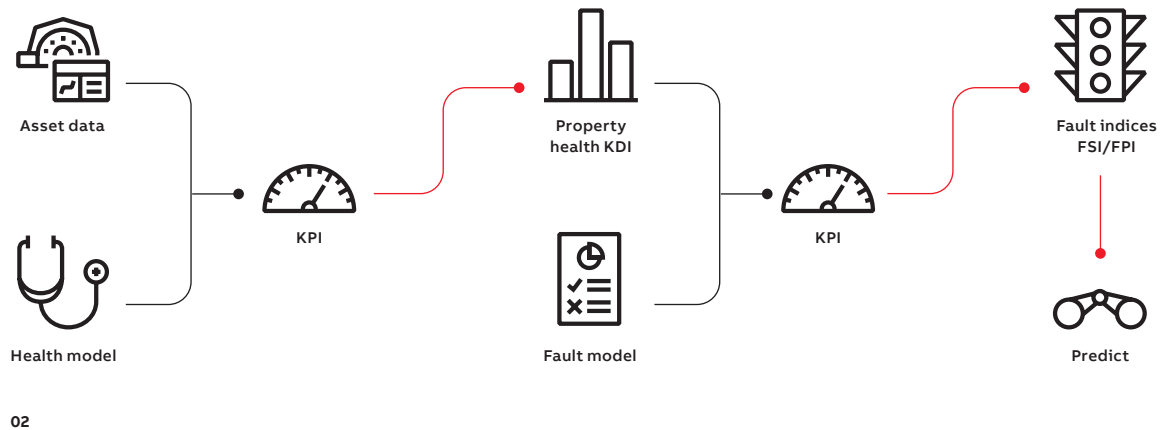 Asset data
Property
health KDI
Fault indices
FSI/FPI
KPI
KPI
Health model
Fault model
Predict
02